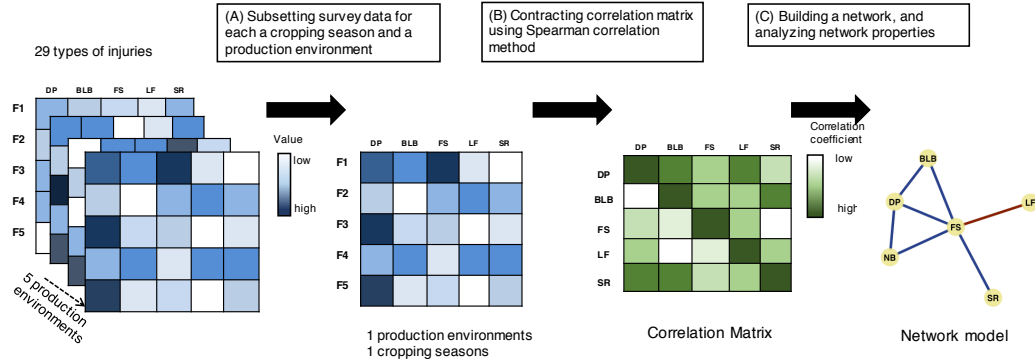 (A) Subsetting survey data for
each a cropping season and a
production environment
(B) Contracting correlation matrix
using Spearman correlation
method
(C) Building a network, and
analyzing network properties
29 types of injuries
DP BLB FS LF SR
F1
F2
F3
F4
F5
Value
low
high
5 production
environments
DP BLB FS LF SR
F1
F2
F3
F4
F5
1 production environments
1 cropping seasons
DP BLB FS LF SR
DP
BLB
FS
LF
SR
Correlation
coefficient
low
high
Correlation Matrix
BLB
DP
LF
FS
NB
SR
Network model